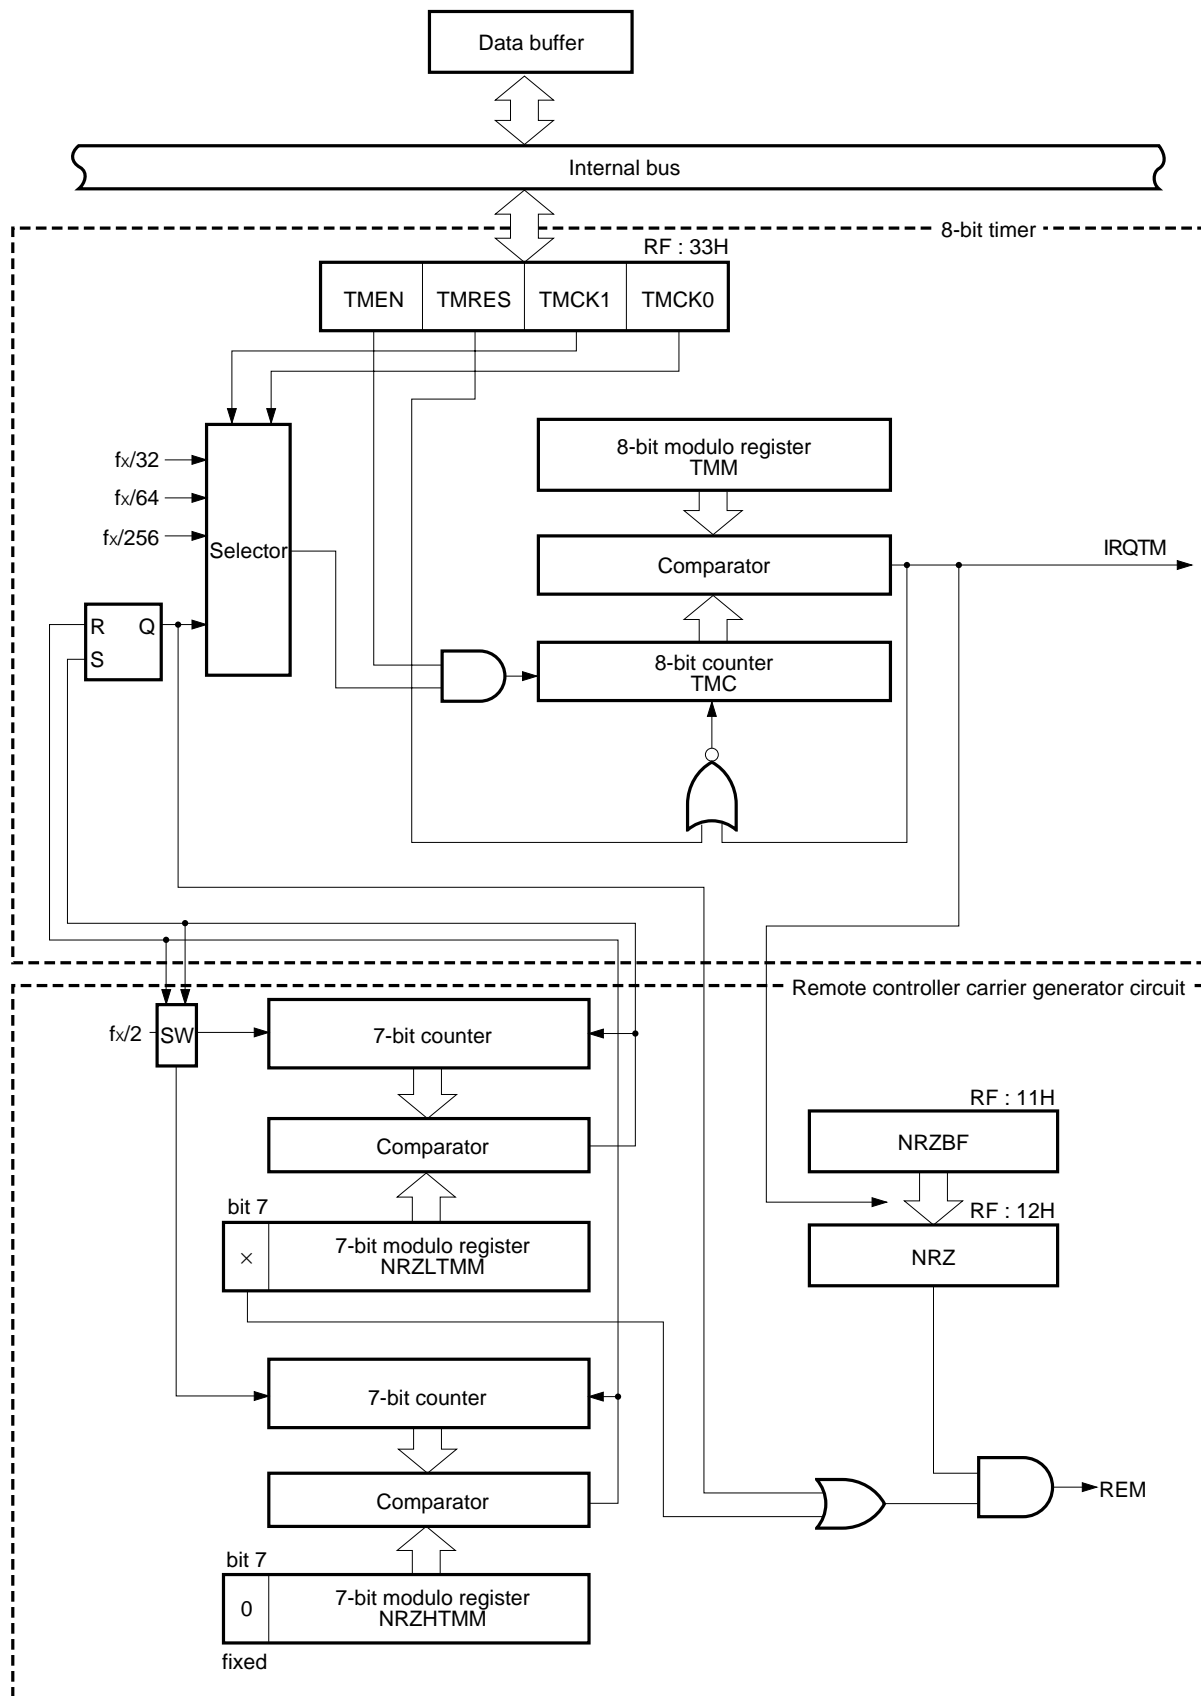 Data buffer
Internal bus
8-bit timer
RF : 33H
TMEN TMRES TMCK1 TMCK0
8-bit modulo register
TMM
fX/32
fX/64
fX/256
Selector
Comparator
IRQTM
R Q
S
8-bit counter
TMC
Remote controller carrier generator circuit
fX/2
SW
7-bit counter
RF : 11H
Comparator
NRZBF
bit 7
RF : 12H
× 7-bit modulo register
NRZLTMM
NRZ
7-bit counter
Comparator
REM
bit 7
0 7-bit modulo register
NRZHTMM
fixed